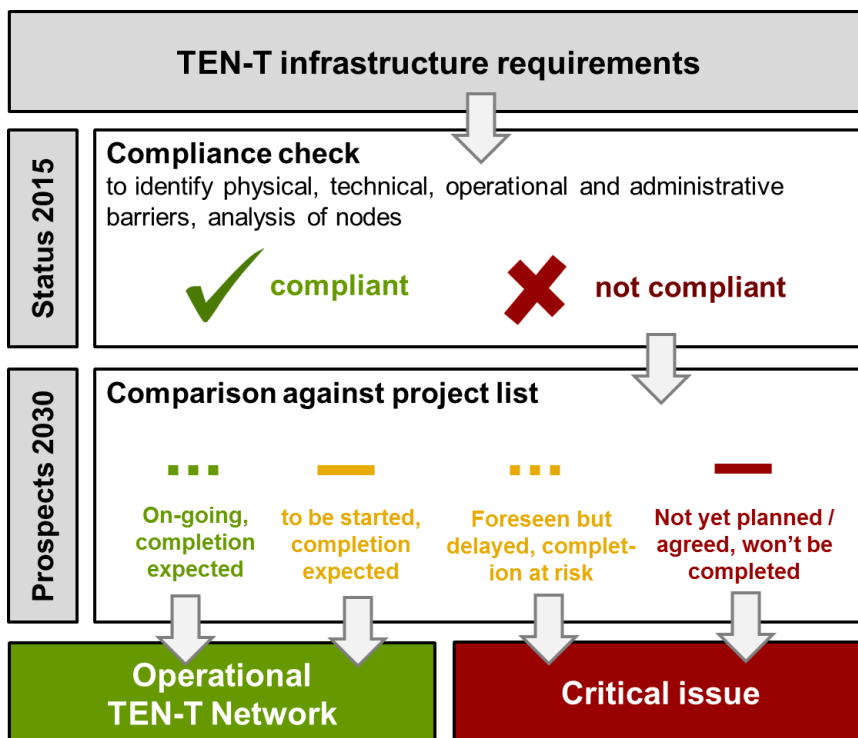 TEN-T infrastructure requirements
Status 2015
Compliance check
to identify physical, technical, operational and administrative
barriers, analysis of nodes
compliant
not compliant
Prospects 2030
Comparison against project list
On-going,
completion
expected
to be started,
completion
expected
Foreseen but
delayed, complet-
ion at risk
Not yet planned /
agreed, won't be
completed
Operational
TEN-T Network
Critical issue